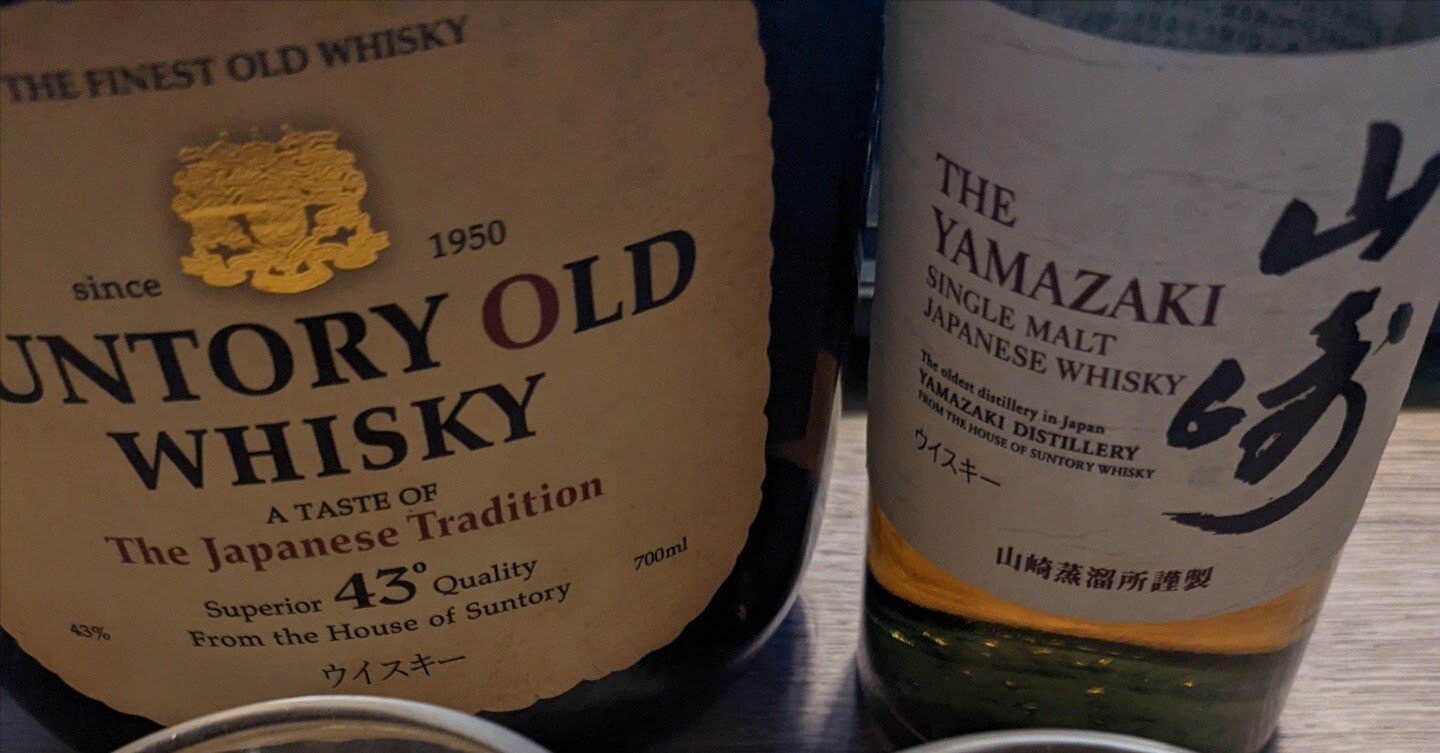 THE FINEST OLD WHISKY
since 1950
UNTORY OLD
WHISKY
A TASTE OF
The Japanese Tradition
Superior 43° Quality
700ml
43%
From the House of Suntory
ウイスキー
THE
YAMAZAKI
SINGLE MALT
JAPANESE WHISKY
The oldest distillery in Japan
YAMAZAKI DISTILLERY
FROM THE HOUSE OF SUNTORY WHISKY
ウイスキー
山崎
山崎蒸溜所謹製